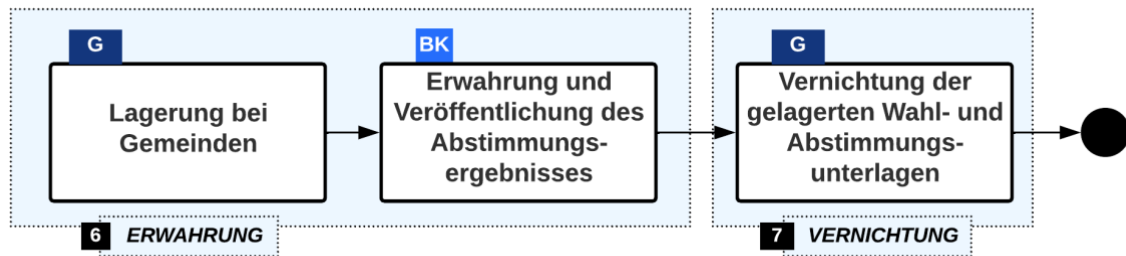 G
Lagerung bei
Gemeinden
BK
Erwahrung und
Veröffentlichung des
Abstimmungs-
ergebnisses
G
Vernichtung der
gelagerten Wahl- und
Abstimmungs-
unterlagen
6 ERWAHRUNG
7 VERNICHTUNG